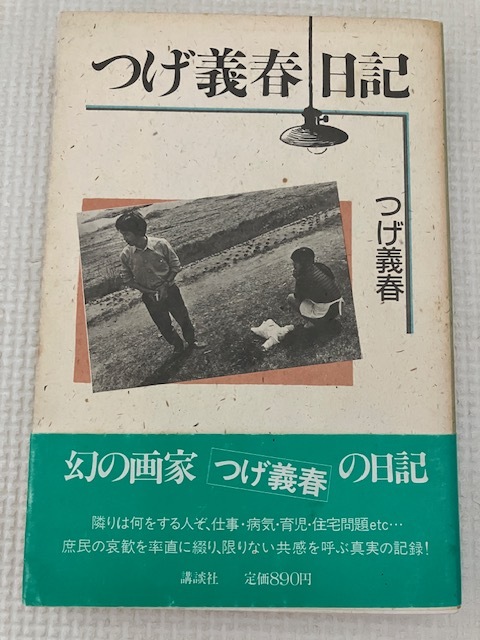 つげ義春日記
つげ義春
幻の画家 つげ義春 の日記
隣りは何をする人ぞ、仕事・病気・育児・住宅問題etc…
庶民の哀歓を率直に綴り、限りない共感を呼ぶ真実の記録!
講談社 定価890円